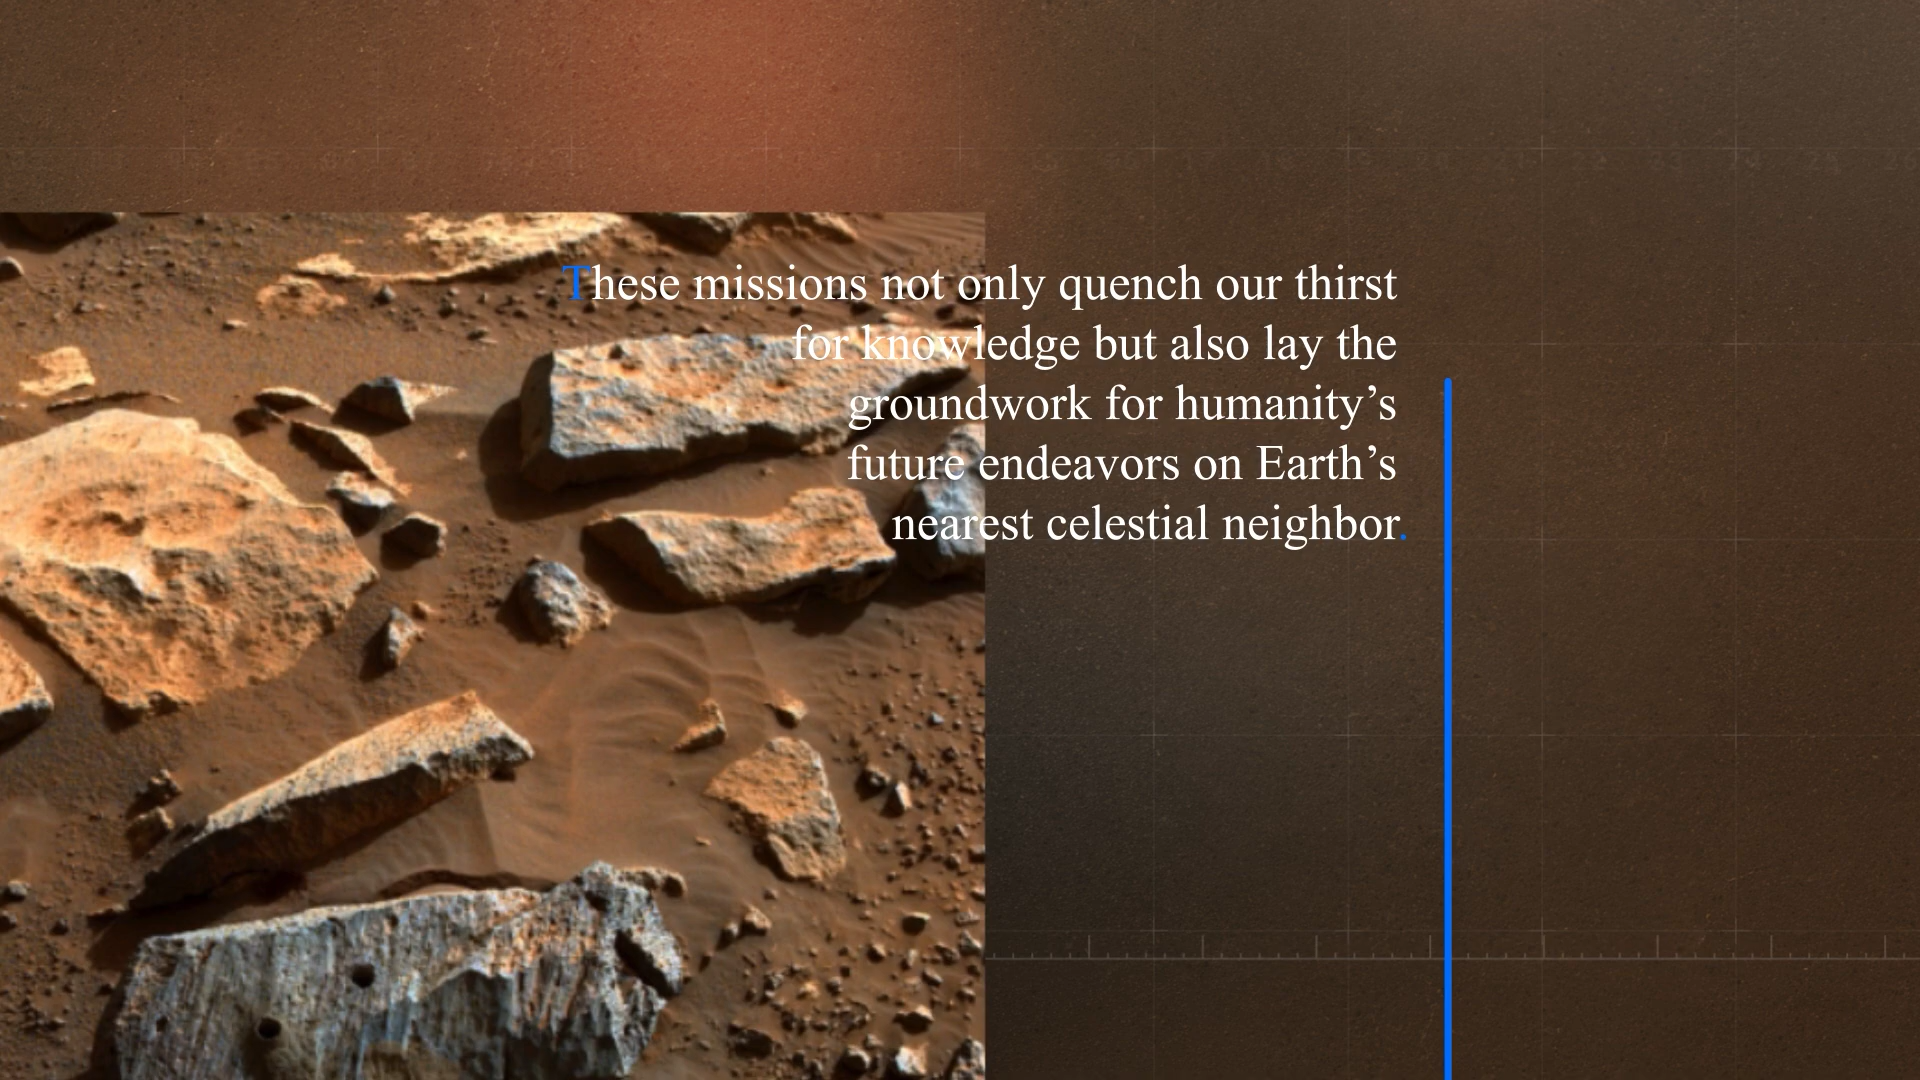 These missions not only quench our thirst
for knowledge but also lay the
groundwork for humanity’s
future endeavors on Earth’s
nearest celestial neighbor.